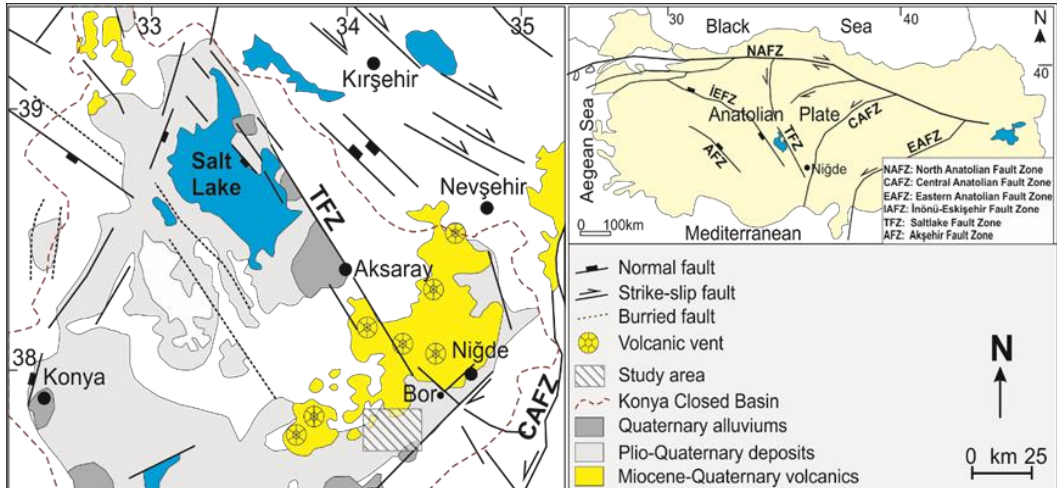 33
34
35
39
38
Kırşehir
Salt
Lake
TFZ
Nevşehir
Aksaray
Niğde
Bor
Konya
CAFZ
30
40
N
Black Sea
40
NAFZ
İEFZ
Anatolian Plate
TFZ
CAFZ
AFZ
EAFZ
Niğde
Aegean Sea
Mediterranean
0 100km
NAFZ: North Anatolian Fault Zone
CAFZ: Central Anatolian Fault Zone
EAFZ: Eastern Anatolian Fault Zone
IAFZ: İnönü-Eskişehir Fault Zone
TFZ: Saltlake Fault Zone
AFZ: Akşehir Fault Zone
Normal fault
Strike-slip fault
Burried fault
Volcanic vent
Study area
Konya Closed Basin
Quaternary alluviums
Plio-Quaternary deposits
Miocene-Quaternary volcanics
N
0 km 25